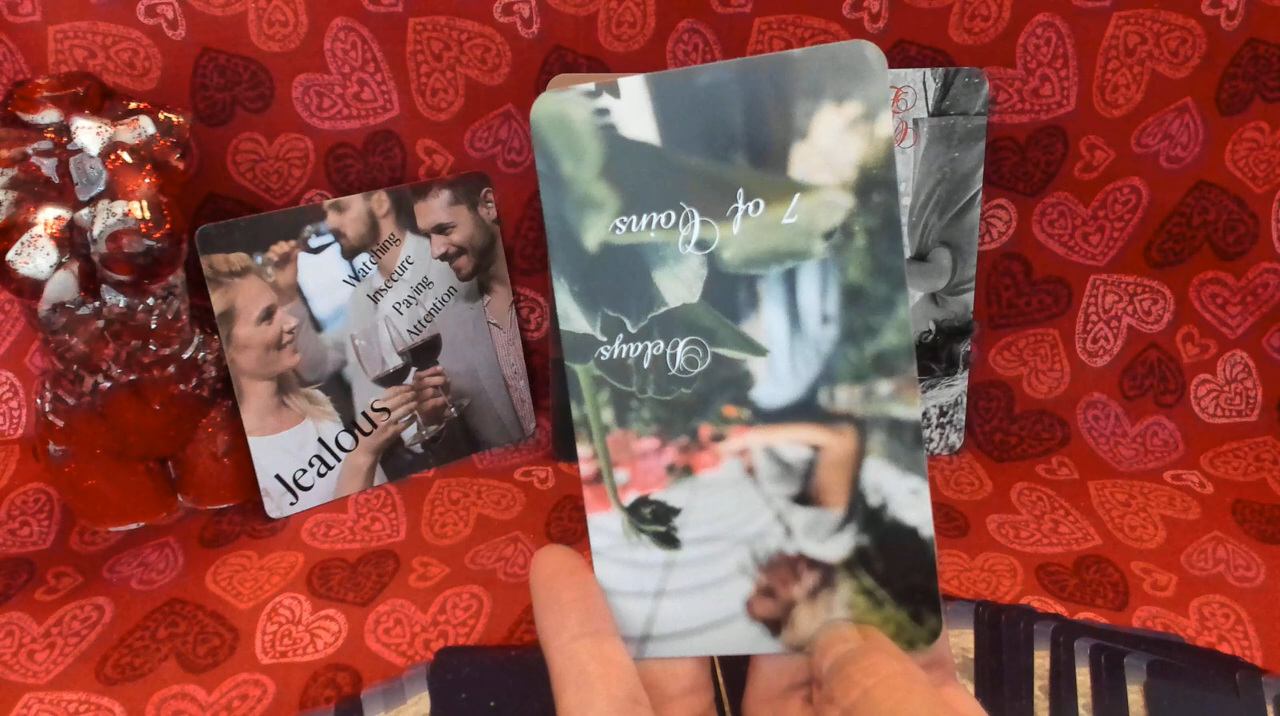 Watching
Insecure
Paying
Attention
Jealous
Delays
7 of Coins